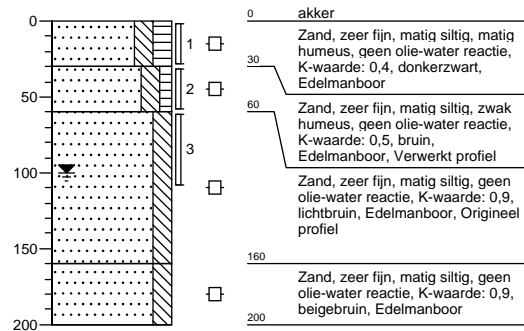 0
50
100
150
200
1
2
3
0 akker
Zand, zeer fijn, matig siltig, matig
humeus, geen olie-water reactie,
K-waarde: 0,4, donkerzwart,
Edelmanboor
30
Zand, zeer fijn, matig siltig, zwak
humeus, geen olie-water reactie,
K-waarde: 0,5, bruin,
Edelmanboor, Verwerkt profiel
60
Zand, zeer fijn, matig siltig, geen
olie-water reactie, K-waarde: 0,9,
lichtbruin, Edelmanboor, Origineel
profiel
160
Zand, zeer fijn, matig siltig, geen
olie-water reactie, K-waarde: 0,9,
beigebruin, Edelmanboor
200